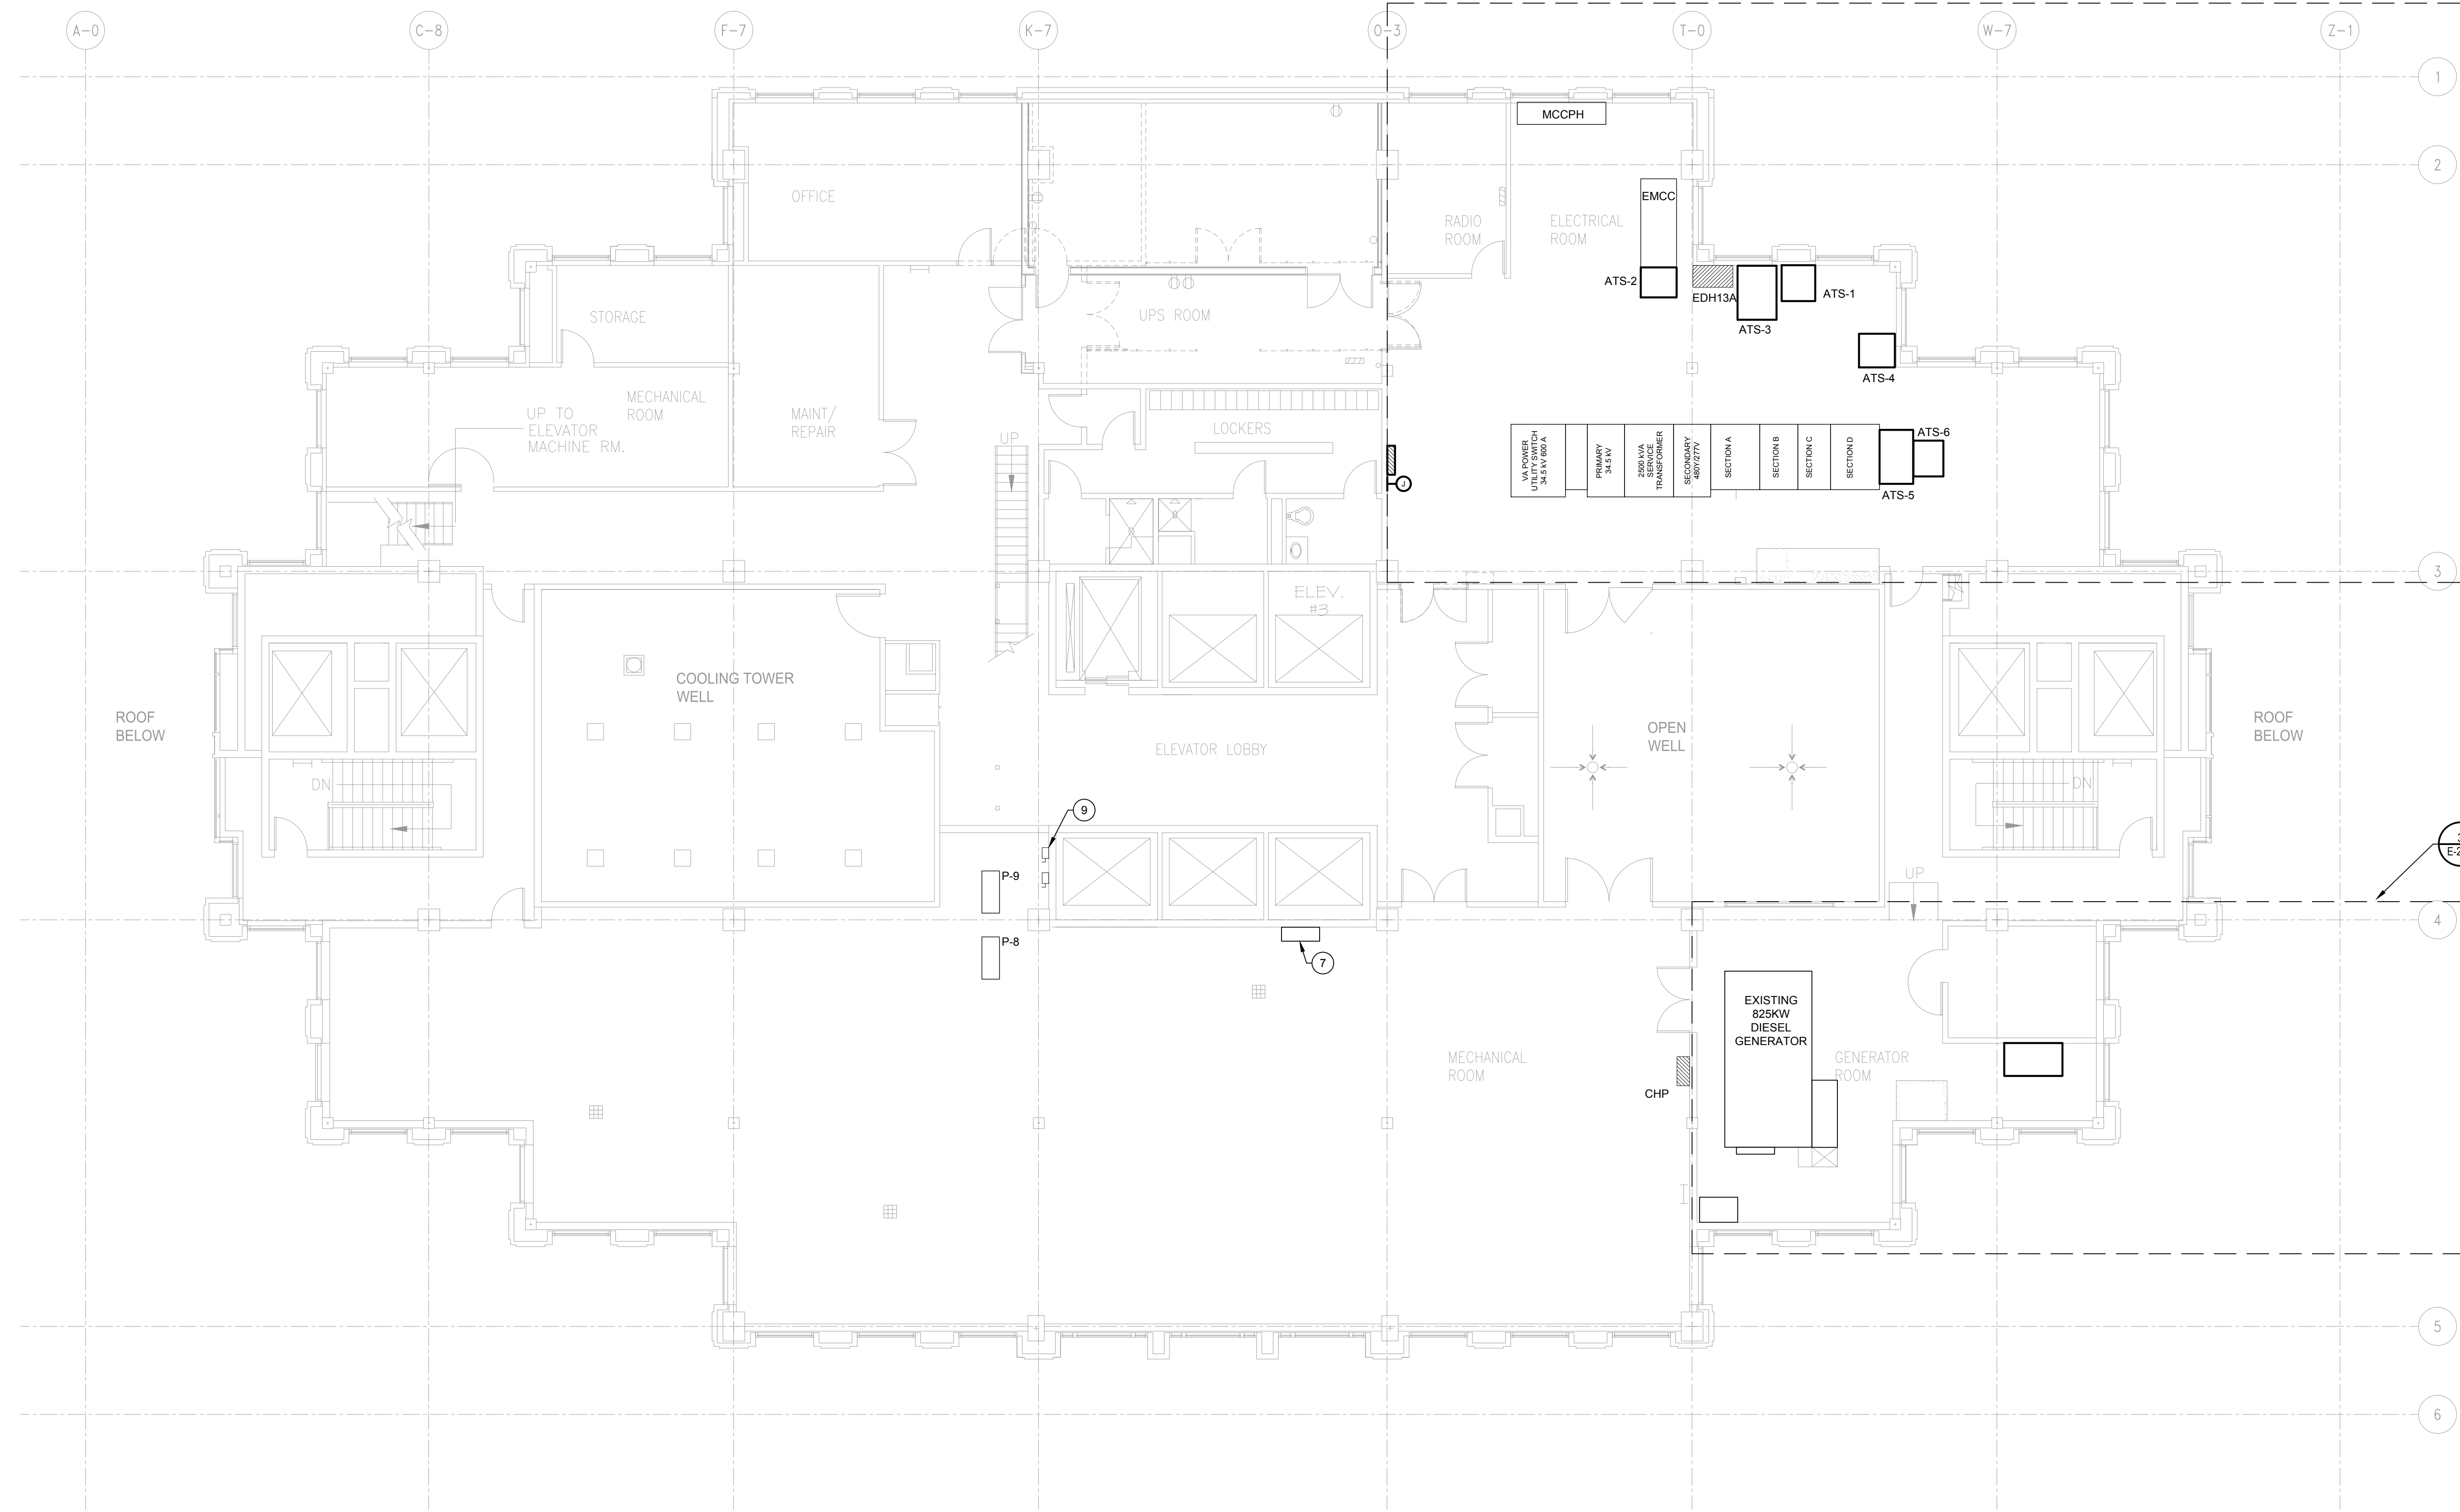 A-0
C-8
F-7
K-7
O-3
T-0
W-7
Z-1
1
MCCPH
2
OFFICE
EMCC
RADIO
ROOM
ELECTRICAL
ROOM
ATS-2
EDH13A
ATS-1
ATS-3
STORAGE
UPS ROOM
ATS-4
MECHANICAL
ROOM
UP TO
ELEVATOR
MACHINE RM.
MAINT/
REPAIR
UP
LOCKERS
VA POWER
UTILITY SWITCH
34.5 kV 600 A
PRIMARY
34.5 kV
2500 kVA
SERVICE
TRANSFORMER
SECONDARY
480Y/277V
SECTION A
SECTION B
SECTION C
SECTION D
ATS-6
ATS-5
J
3
ELEV.
#3
COOLING TOWER
WELL
ROOF
BELOW
ELEVATOR LOBBY
OPEN
WELL
ROOF
BELOW
DN
DN
9
P-9
UP
4
P-8
7
EXISTING
825KW
DIESEL
GENERATOR
MECHANICAL
ROOM
GENERATOR
ROOM
CHP
5
6